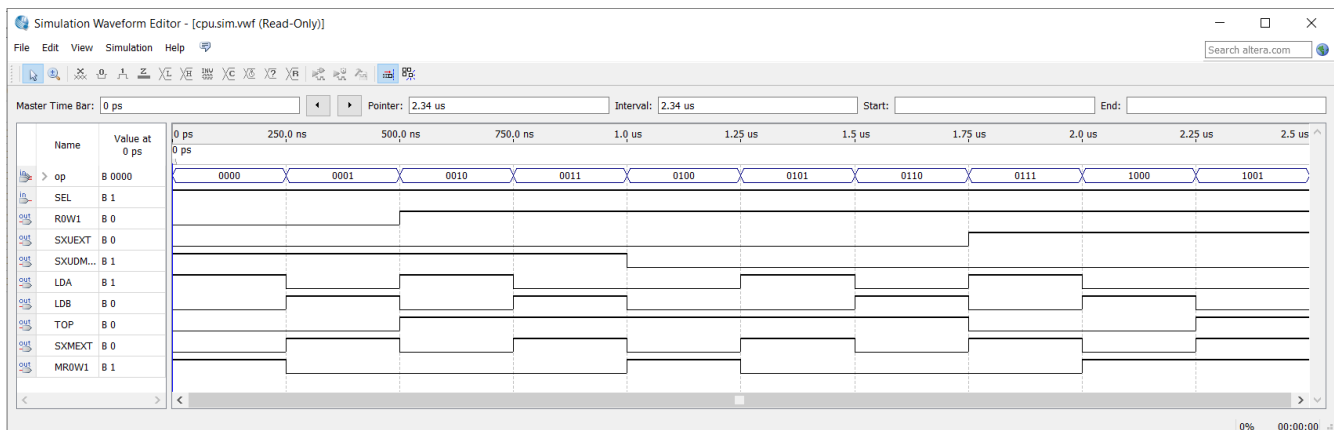 Simulation Waveform Editor - [cpu.sim.vwf (Read-Only)]
File Edit View Simulation Help
Search altera.com
Master Time Bar: 0 ps Pointer: 2.34 us Interval: 2.34 us Start: End:
Name Value at 0 ps
0 ps 250.0 ns 500.0 ns 750.0 ns 1.0 us 1.25 us 1.5 us 1.75 us 2.0 us 2.25 us 2.5 us
0 ps
op B 0000 0000 0001 0010 0011 0100 0101 0110 0111 1000 1001
SEL B 1
R0W1 B 0
SXUEXT B 0
SXUDM... B 1
LDA B 1
LDB B 0
TOP B 0
SXMEXT B 0
MR0W1 B 1
0% 00:00:00